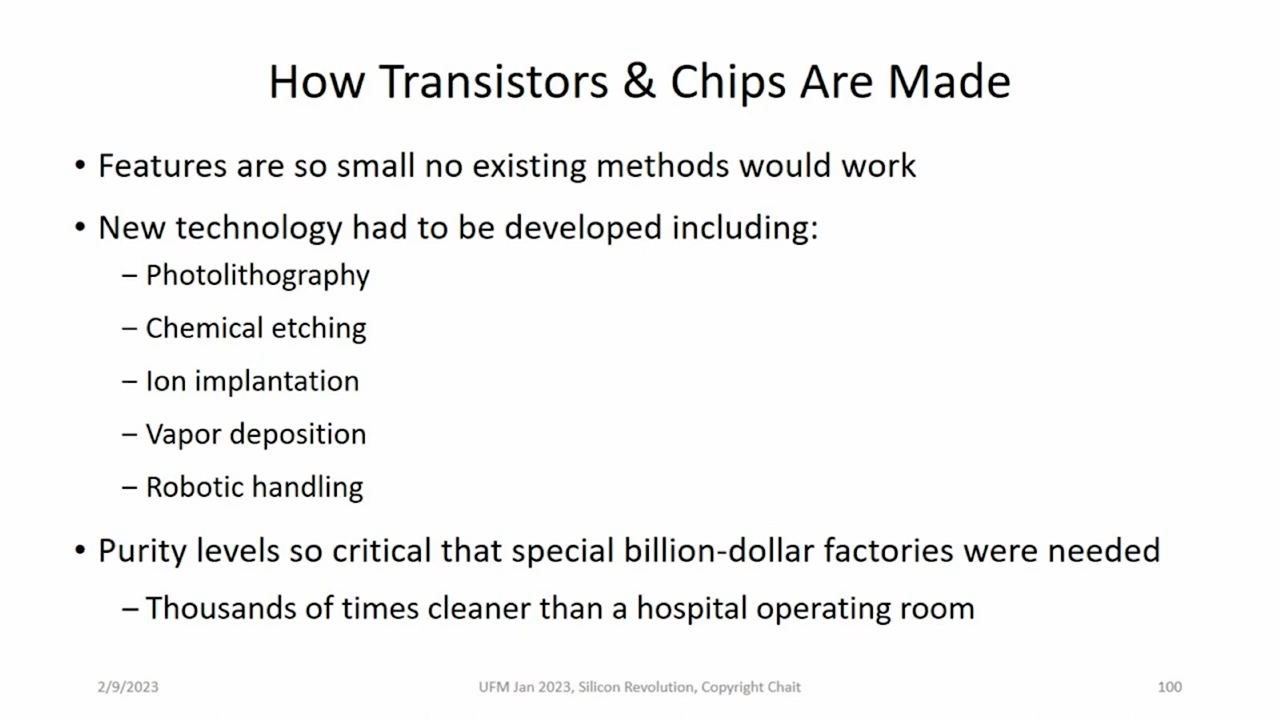 How Transistors & Chips Are Made
• Features are so small no existing methods would work
• New technology had to be developed including:
– Photolithography
– Chemical etching
– Ion implantation
– Vapor deposition
– Robotic handling
• Purity levels so critical that special billion-dollar factories were needed
– Thousands of times cleaner than a hospital operating room
2/9/2023
UFM Jan 2023, Silicon Revolution, Copyright Chait
100